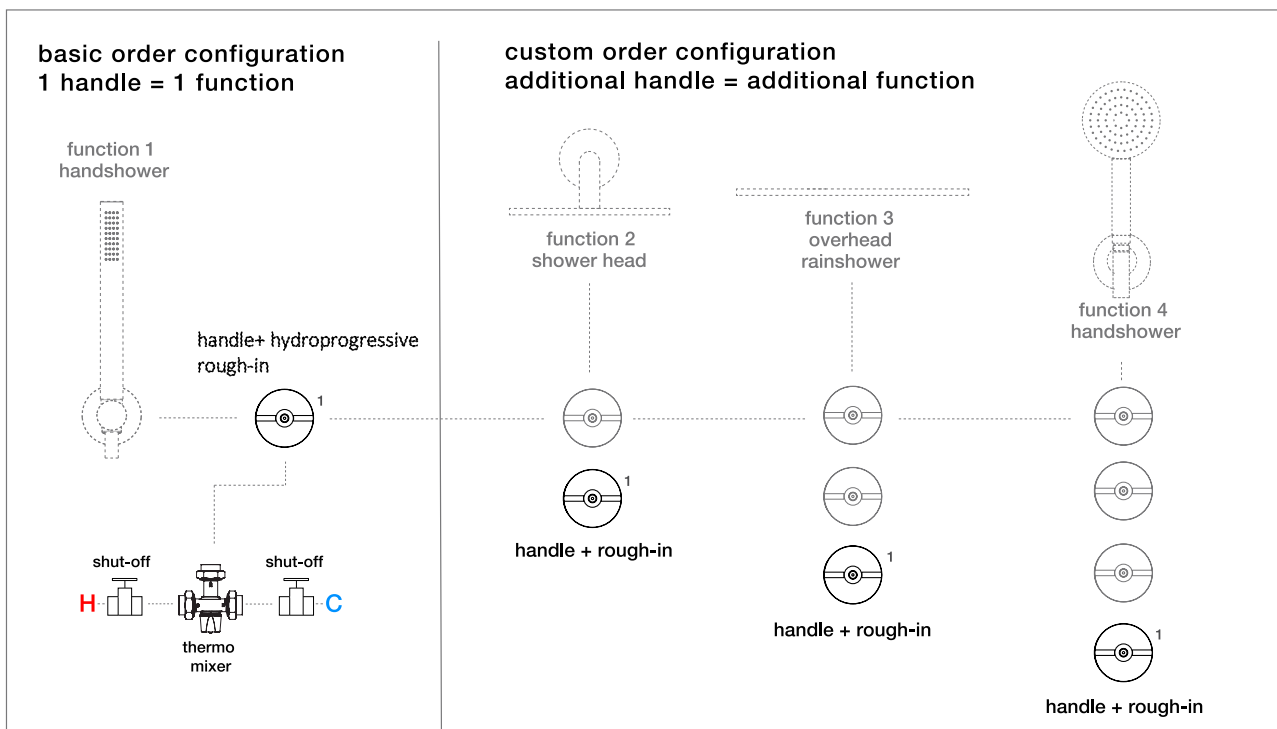 basic order configuration
1 handle = 1 function
function 1
handshower
handle+ hydroprogressive
rough-in
1
shut-off
shut-off
H
C
thermo
mixer
custom order configuration
additional handle = additional function
function 2
shower head
1
handle + rough-in
function 3
overhead
rainshower
1
handle + rough-in
function 4
handshower
1
handle + rough-in